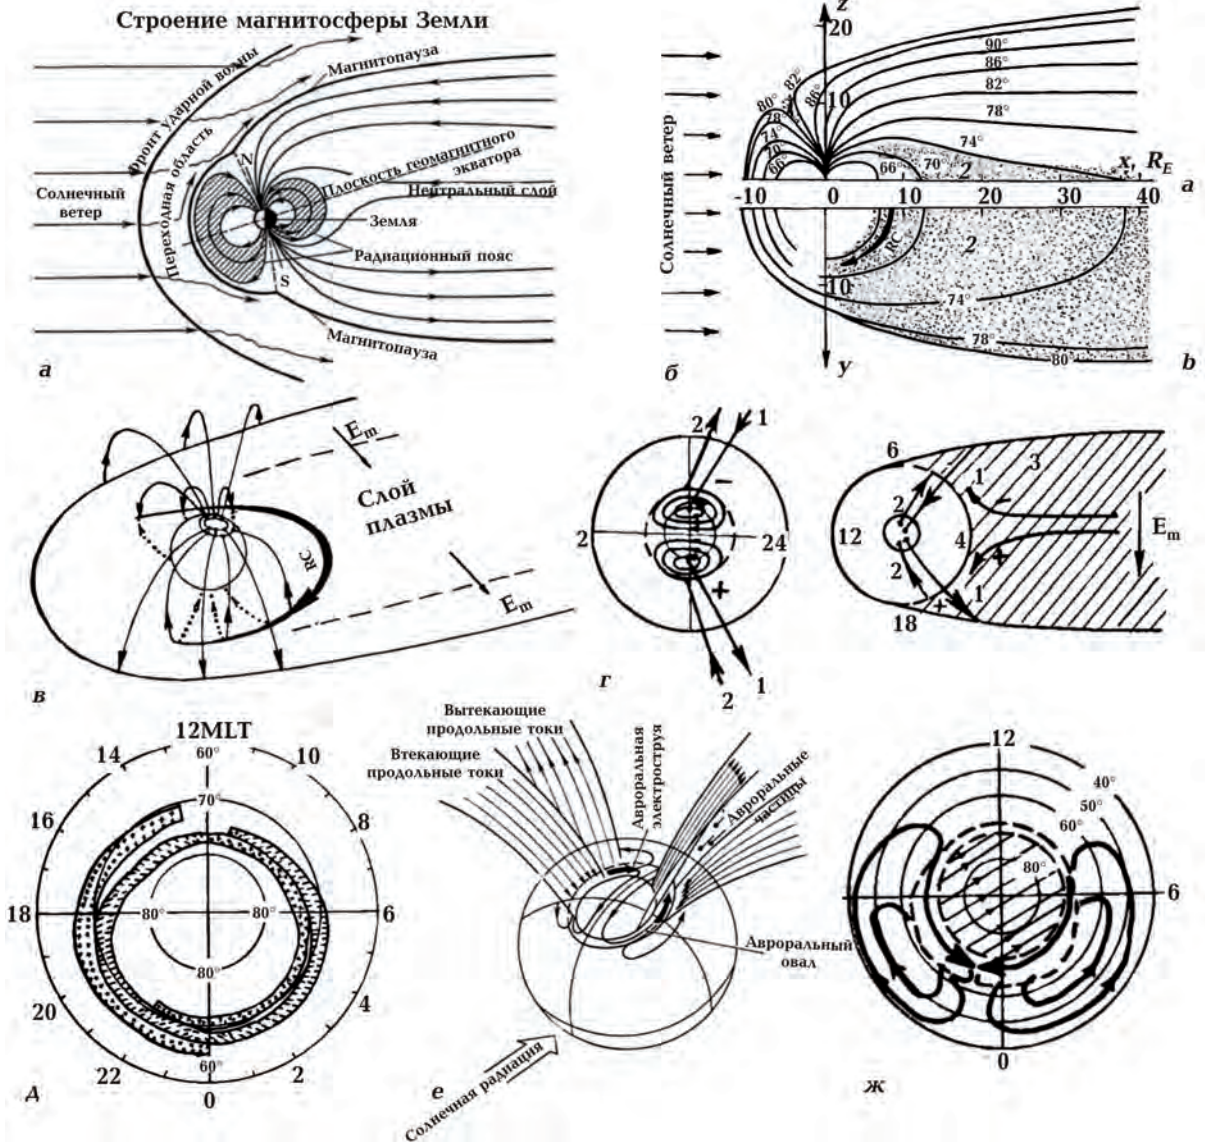 Строение магнитосферы Земли
Фронт ударной волны
Переходная область
Магнитопауза
N
Плоскость геомагнитного
экватора
Солнечный
ветер
Нейтральный слой
Земля
Радиационный пояс
S
Магнитопауза
а
Солнечный ветер
z
20
90°
86°
82°
78°
74°
82°
86°
80°
78°
74°
70°
66°
10
66°
70°
2
x, R_E
а
-10
0
10
20
30
40
RC
2
-10
74°
78°
80
б
y
b
E_m
Слой
плазмы
RC
E_m
в
2
1
−
2
24
+
г
2
1
6
1
3
2
−
12
4
E_m
2
+
1
+
18
12MLT
14
60°
10
16
70°
8
18
80°
80°
6
80°
20
4
22
60°
2
д
0
Вытекающие
продольные токи
Втекающие
продольные токи
Авроральная
электроструя
Авроральные
частицы
Авроральный
овал
е
Солнечная радиация
12
40°
50°
60°
80°
6
0
ж